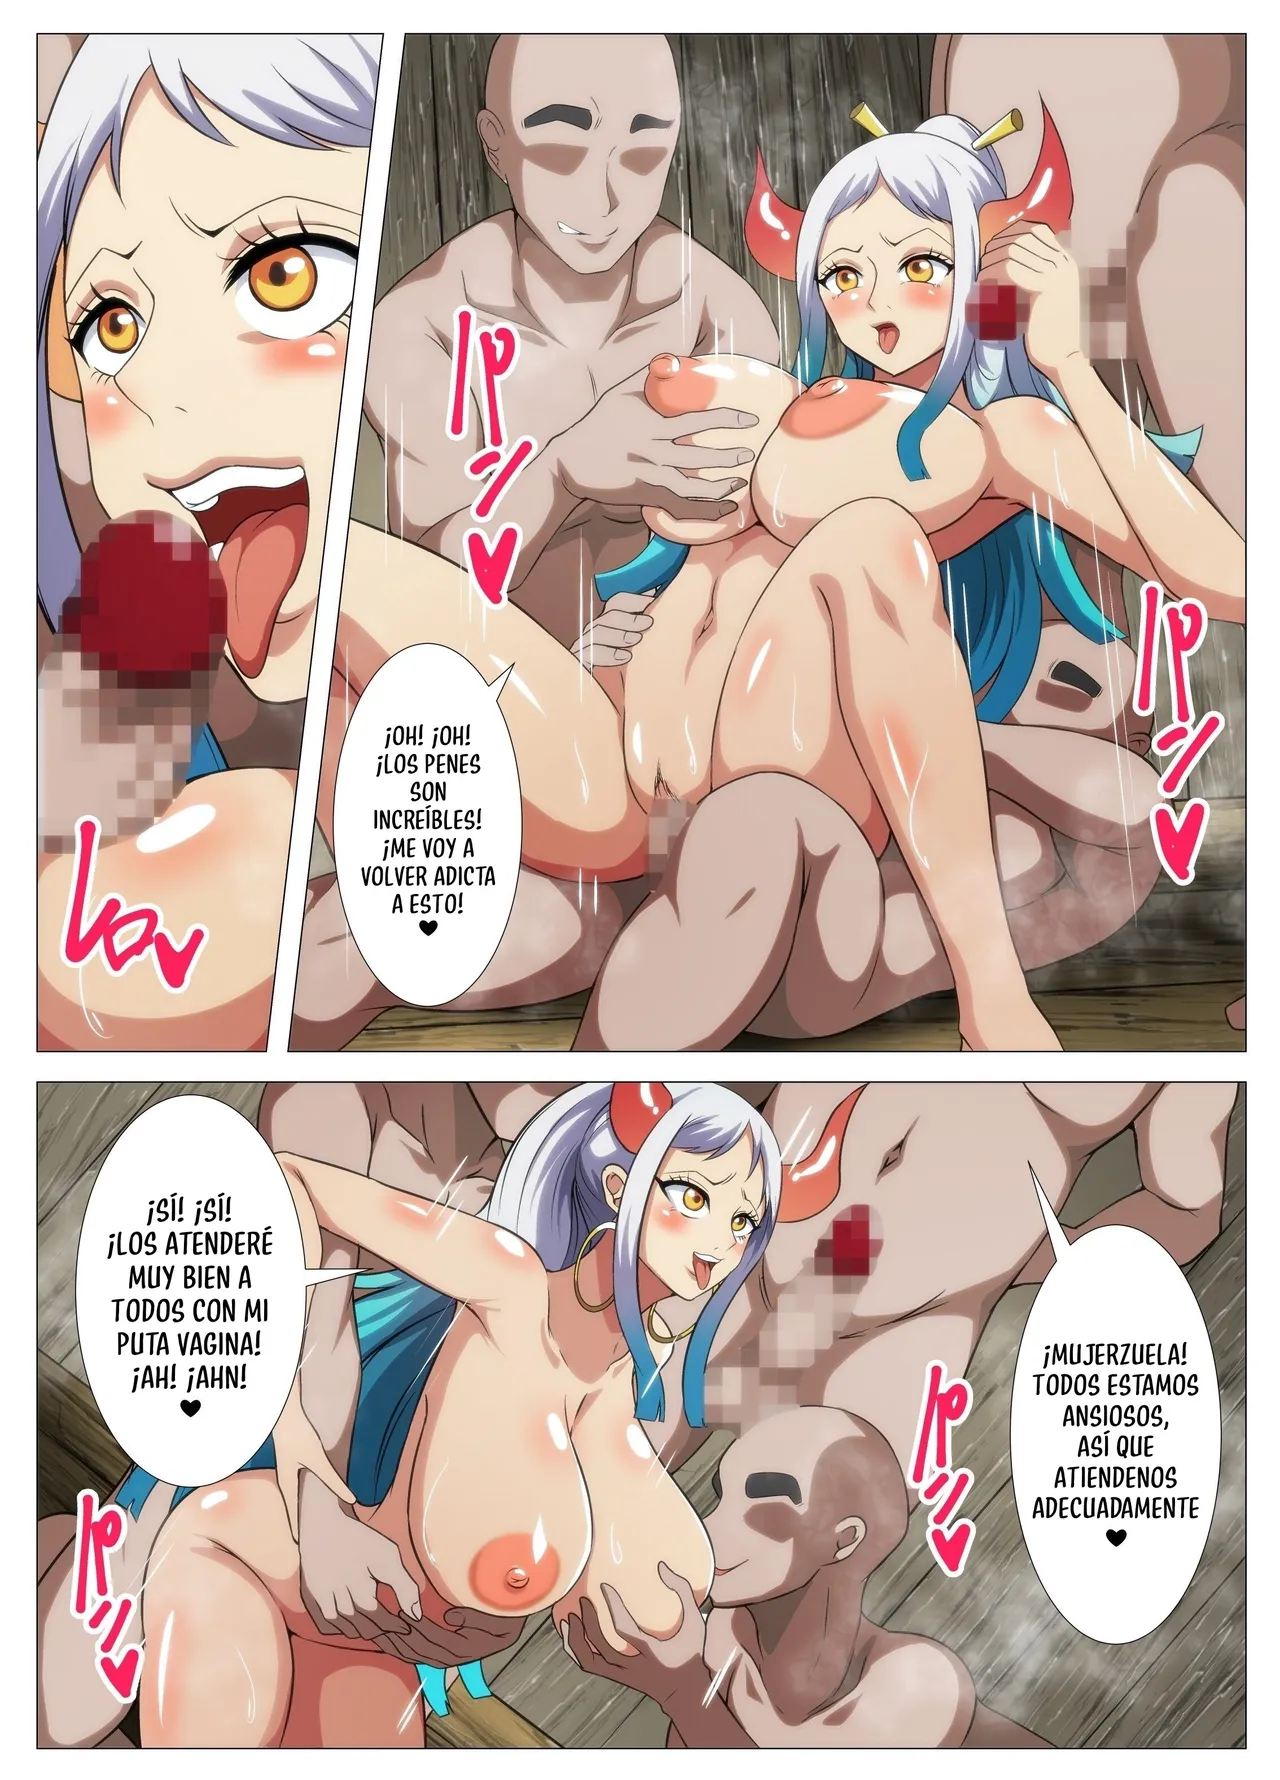 ¡OH! ¡OH!
¡LOS PENES
SON
INCREÍBLES!
¡ME VOY A
VOLVER ADICTA
A ESTO!
♥
パン♥
パン♥
¡SÍ! ¡SÍ!
¡LOS ATENDERÉ
MUY BIEN A
TODOS CON MI
PUTA VAGINA!
¡AH! ¡AHN!
♥
¡MUJERZUELA!
TODOS ESTAMOS
ANSIOSOS,
ASÍ QUE
ATIENDENOS
ADECUADAMENTE
♥
パン♥
パン♥